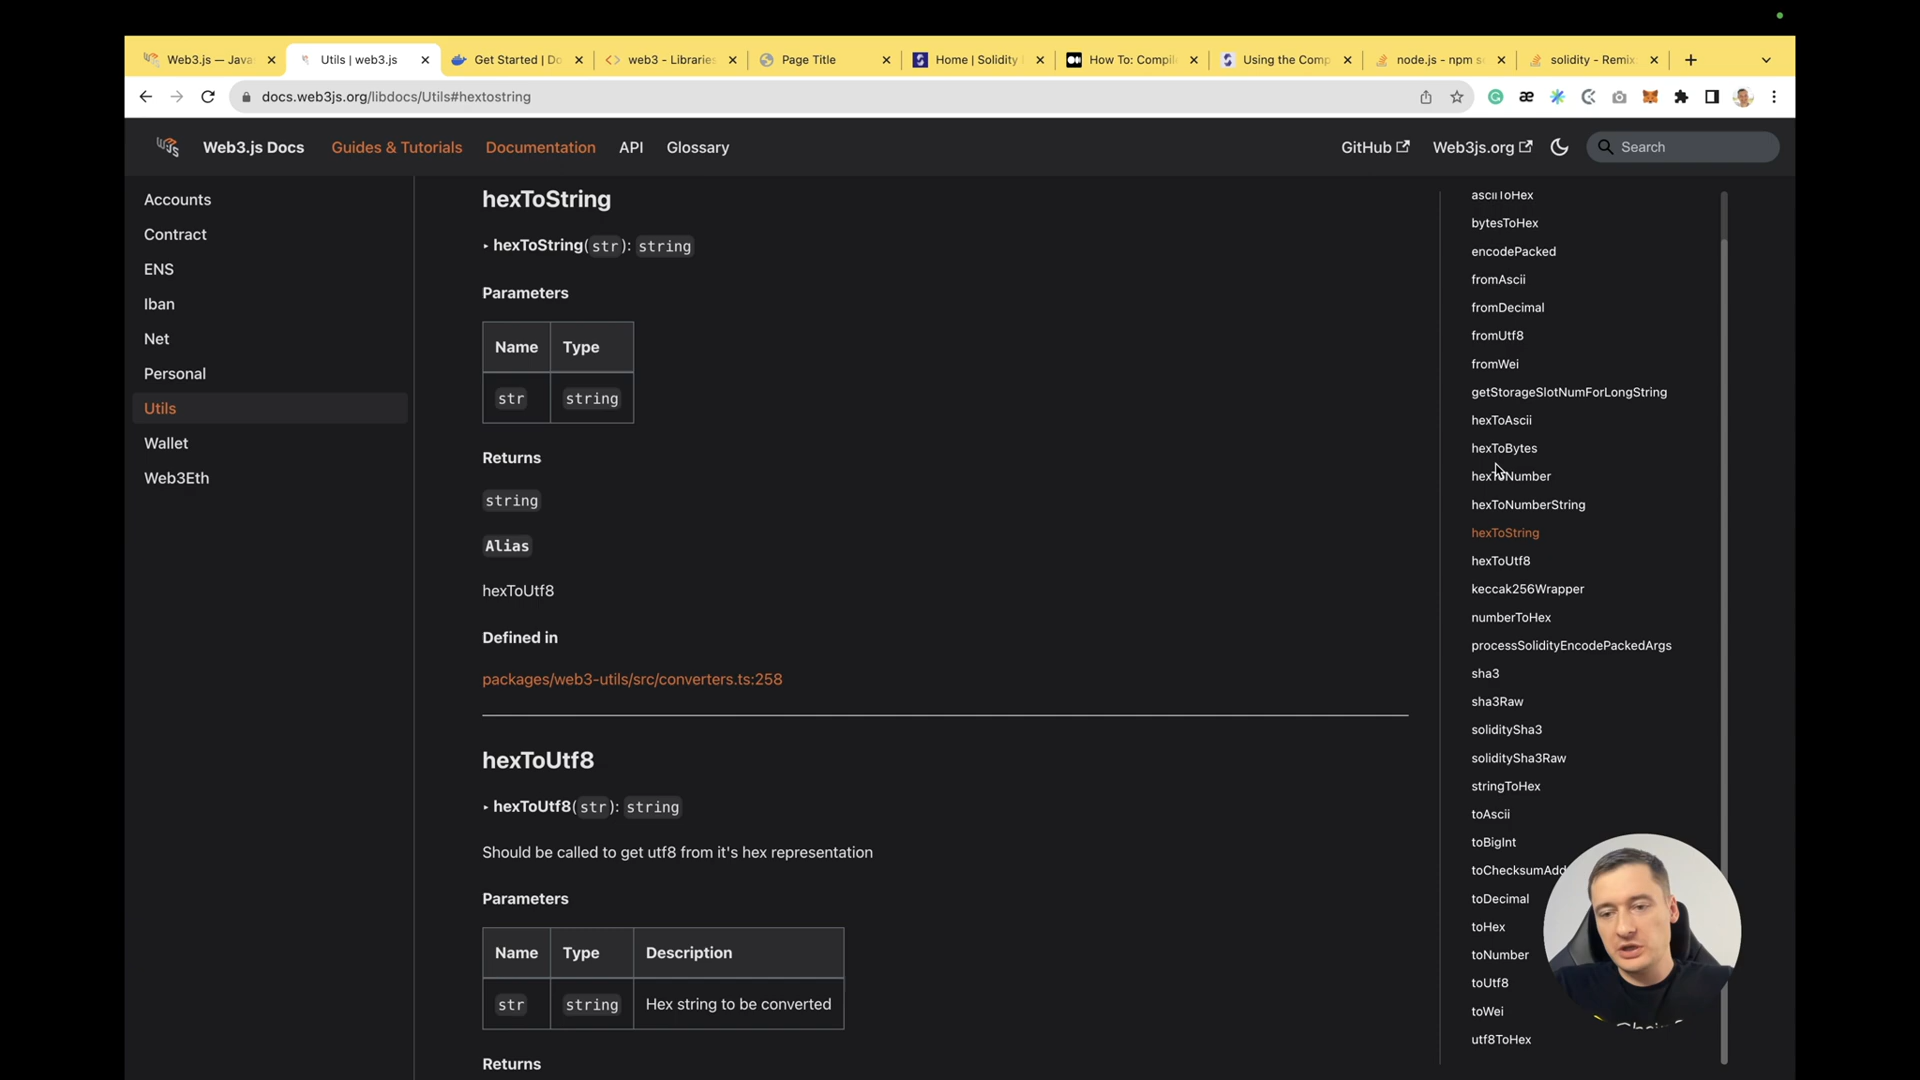 Web3.js — Java
Utils | web3.js
Get Started | Do
web3 - Libraries
Page Title
Home | Solidity
How To: Compil
Using the Comp
node.js - npm s
solidity - Remix
docs.web3js.org/libdocs/Utils#hextostring
Web3.js Docs
Guides & Tutorials
Documentation
API
Glossary
GitHub
Web3js.org
Search
Accounts
Contract
ENS
Iban
Net
Personal
Utils
Wallet
Web3Eth
hexToString
‣ hexToString(str): string
Parameters
Name Type
str string
Returns
string
Alias
hexToUtf8
Defined in
packages/web3-utils/src/converters.ts:258
hexToUtf8
‣ hexToUtf8(str): string
Should be called to get utf8 from it's hex representation
Parameters
Name Type Description
str string Hex string to be converted
Returns
asciiToHex
bytesToHex
encodePacked
fromAscii
fromDecimal
fromUtf8
fromWei
getStorageSlotNumForLongString
hexToAscii
hexToBytes
hexToNumber
hexToNumberString
hexToString
hexToUtf8
keccak256Wrapper
numberToHex
processSolidityEncodePackedArgs
sha3
sha3Raw
soliditySha3
soliditySha3Raw
stringToHex
toAscii
toBigInt
toChecksumAdd
toDecimal
toHex
toNumber
toUtf8
toWei
utf8ToHex